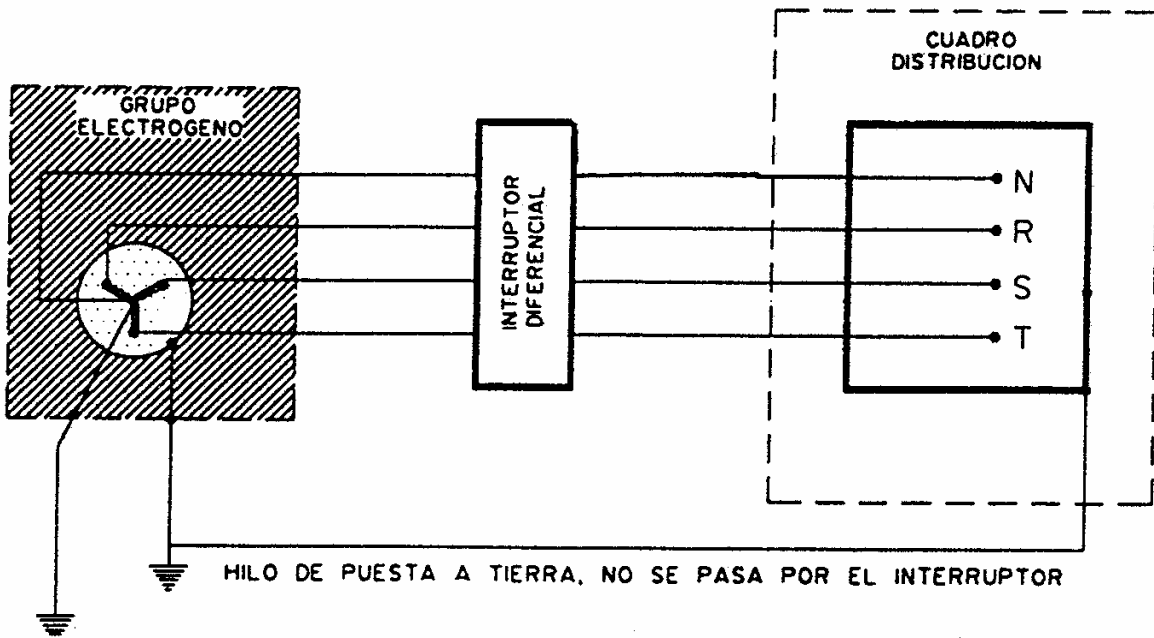 CUADRO
DISTRIBUCION
GRUPO
ELECTROGENO
INTERRUPTOR
DIFERENCIAL
N
R
S
T
HILO DE PUESTA A TIERRA, NO SE PASA POR EL INTERRUPTOR